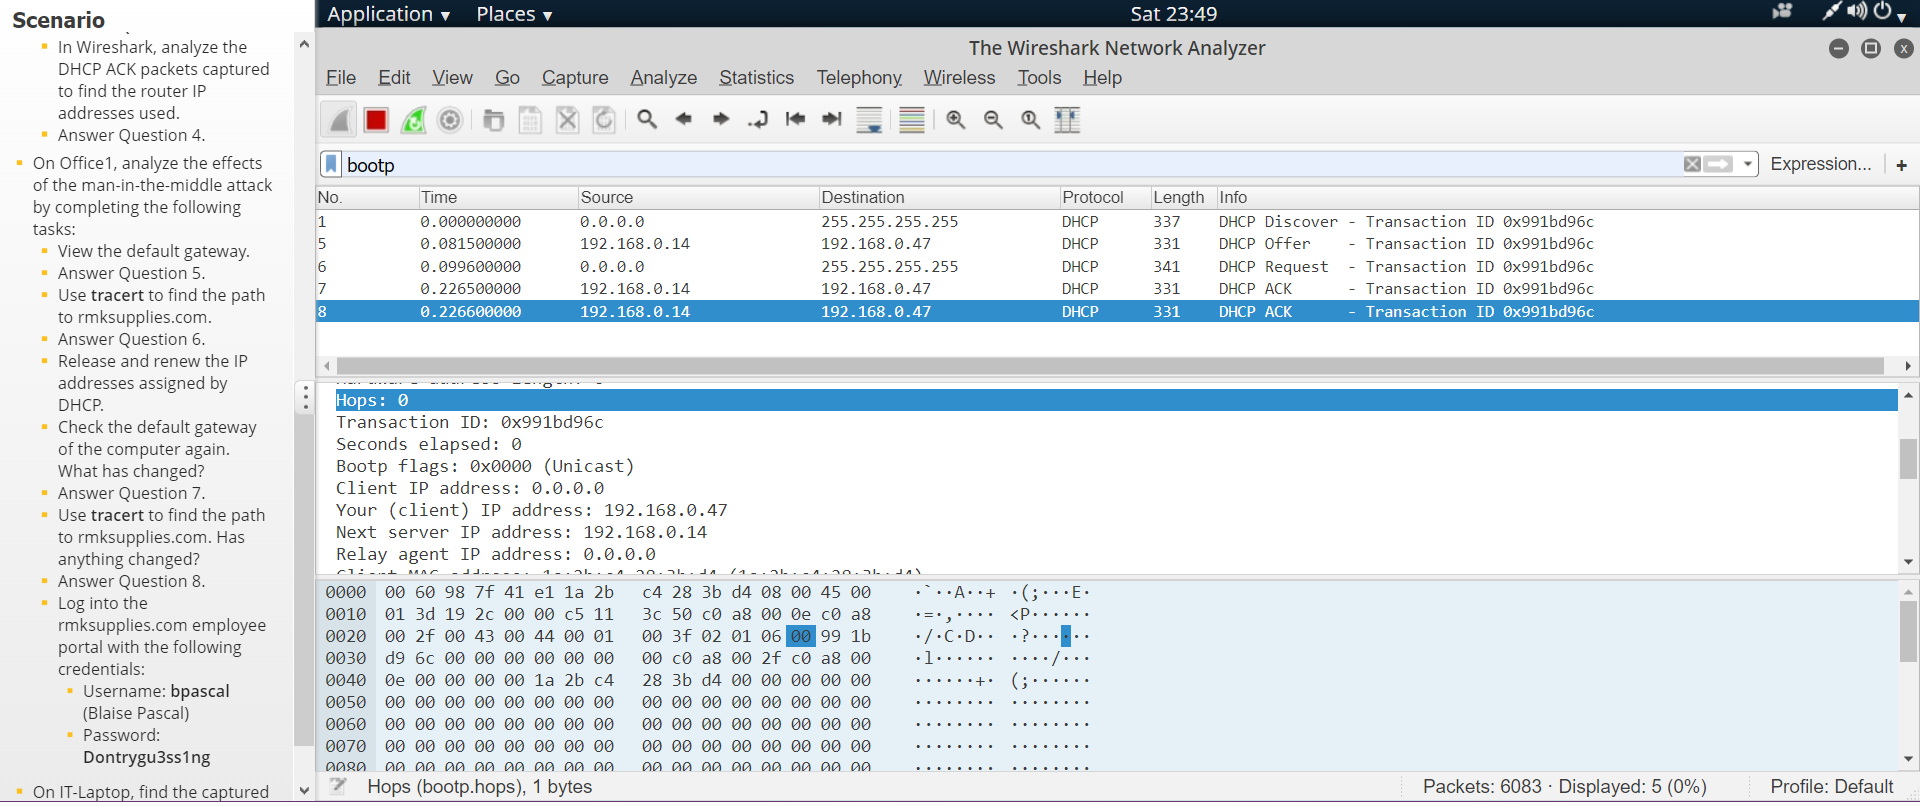 Scenario
In Wireshark, analyze the
DHCP ACK packets captured
to find the router IP
addresses used.
Answer Question 4.
On Office1, analyze the effects
of the man-in-the-middle attack
by completing the following
tasks:
View the default gateway.
Answer Question 5.
Use tracert to find the path
to rmksupplies.com.
Answer Question 6.
Release and renew the IP
addresses assigned by
DHCP.
Check the default gateway
of the computer again.
What has changed?
Answer Question 7.
Use tracert to find the path
to rmksupplies.com. Has
anything changed?
Answer Question 8.
Log into the
rmksupplies.com employee
portal with the following
credentials:
Username: bpascal
(Blaise Pascal)
Password:
Dontrygu3ss1ng
On IT-Laptop, find the captured
Application Places Sat 23:49
The Wireshark Network Analyzer
File Edit View Go Capture Analyze Statistics Telephony Wireless Tools Help
bootp Expression... +
No. Time Source Destination Protocol Length Info
1 0.000000000 0.0.0.0 255.255.255.255 DHCP 337 DHCP Discover - Transaction ID 0x991bd96c
5 0.081500000 192.168.0.14 192.168.0.47 DHCP 331 DHCP Offer - Transaction ID 0x991bd96c
6 0.099600000 0.0.0.0 255.255.255.255 DHCP 341 DHCP Request - Transaction ID 0x991bd96c
7 0.226500000 192.168.0.14 192.168.0.47 DHCP 331 DHCP ACK - Transaction ID 0x991bd96c
8 0.226600000 192.168.0.14 192.168.0.47 DHCP 331 DHCP ACK - Transaction ID 0x991bd96c
Hops: 0
Transaction ID: 0x991bd96c
Seconds elapsed: 0
Bootp flags: 0x0000 (Unicast)
Client IP address: 0.0.0.0
Your (client) IP address: 192.168.0.47
Next server IP address: 192.168.0.14
Relay agent IP address: 0.0.0.0
Client MAC address: 1a:2b:c4:28:3b:d4 (1a:2b:c4:28:3b:d4)
0000 00 60 98 7f 41 e1 1a 2b c4 28 3b d4 08 00 45 00 ·`··A··+ ·(;···E·
0010 01 3d 19 2c 00 00 c5 11 3c 50 c0 a8 00 0e c0 a8 ·=·,···· <P······
0020 00 2f 00 43 00 44 00 01 00 3f 02 01 06 00 99 1b ·/·C·D·· ·?······
0030 d9 6c 00 00 00 00 00 00 00 c0 a8 00 2f c0 a8 00 ·l······ ····/···
0040 0e 00 00 00 00 1a 2b c4 28 3b d4 00 00 00 00 00 ······+· (;······
0050 00 00 00 00 00 00 00 00 00 00 00 00 00 00 00 00 ········ ········
0060 00 00 00 00 00 00 00 00 00 00 00 00 00 00 00 00 ········ ········
0070 00 00 00 00 00 00 00 00 00 00 00 00 00 00 00 00 ········ ········
0080 00 00 00 00 00 00 00 00 00 00 00 00 00 00 00 00 ········ ········
Hops (bootp.hops), 1 bytes Packets: 6083 · Displayed: 5 (0%) Profile: Default